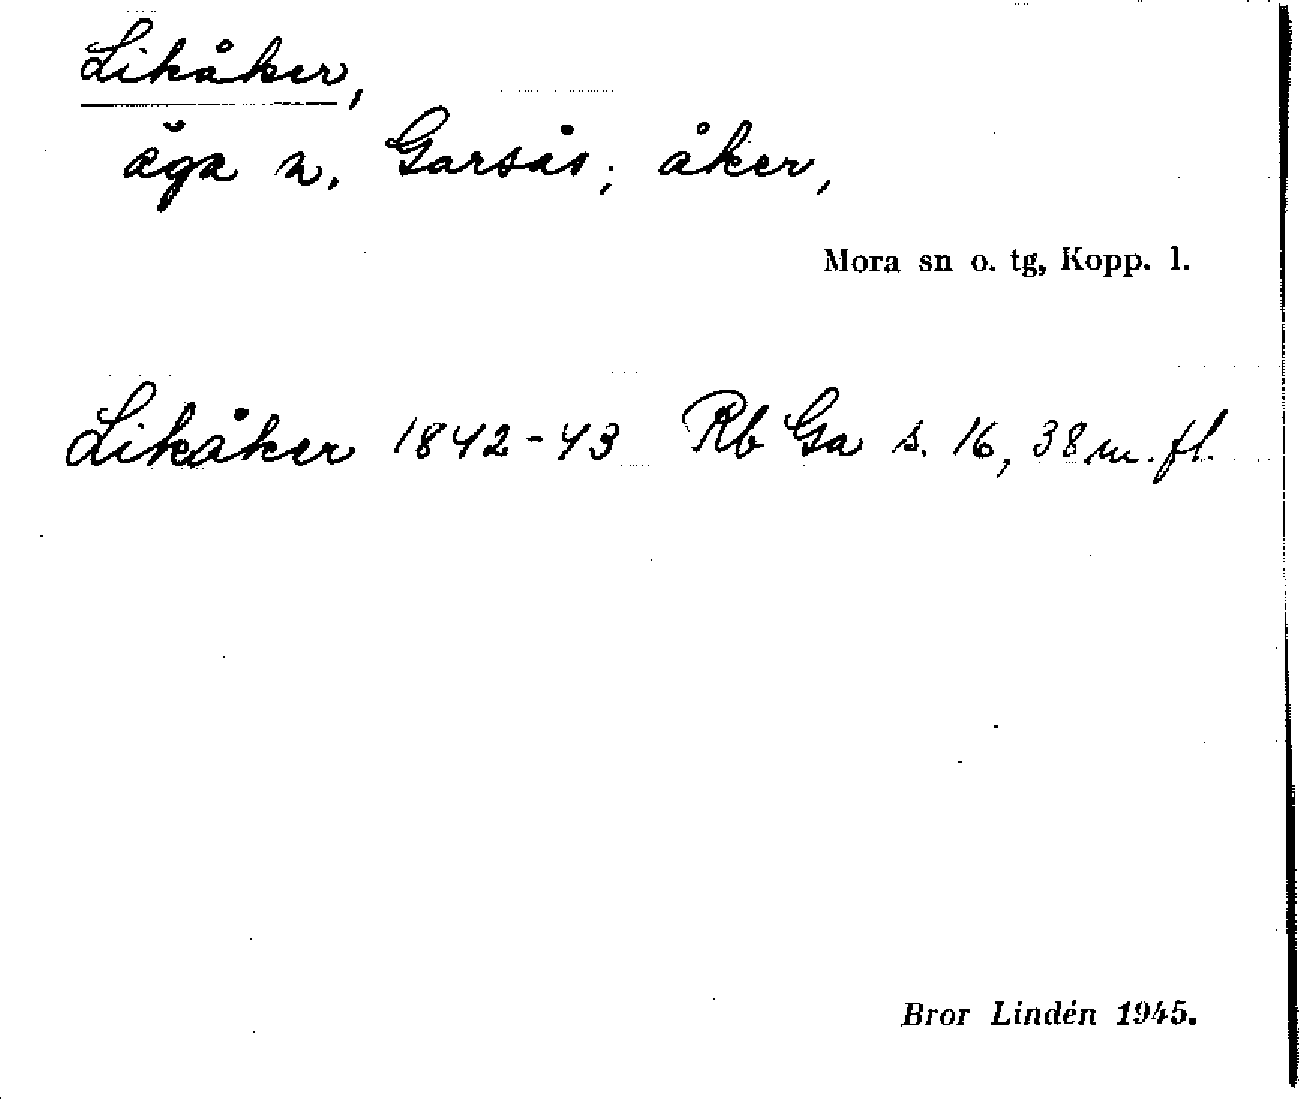 Likåker,
äga n. Garsås; åker,
Mora sn o. tg, Kopp. l.
Likåker 1842-43 Rb Ga s. 16, 38 m. fl.
Bror Lindén 1945.